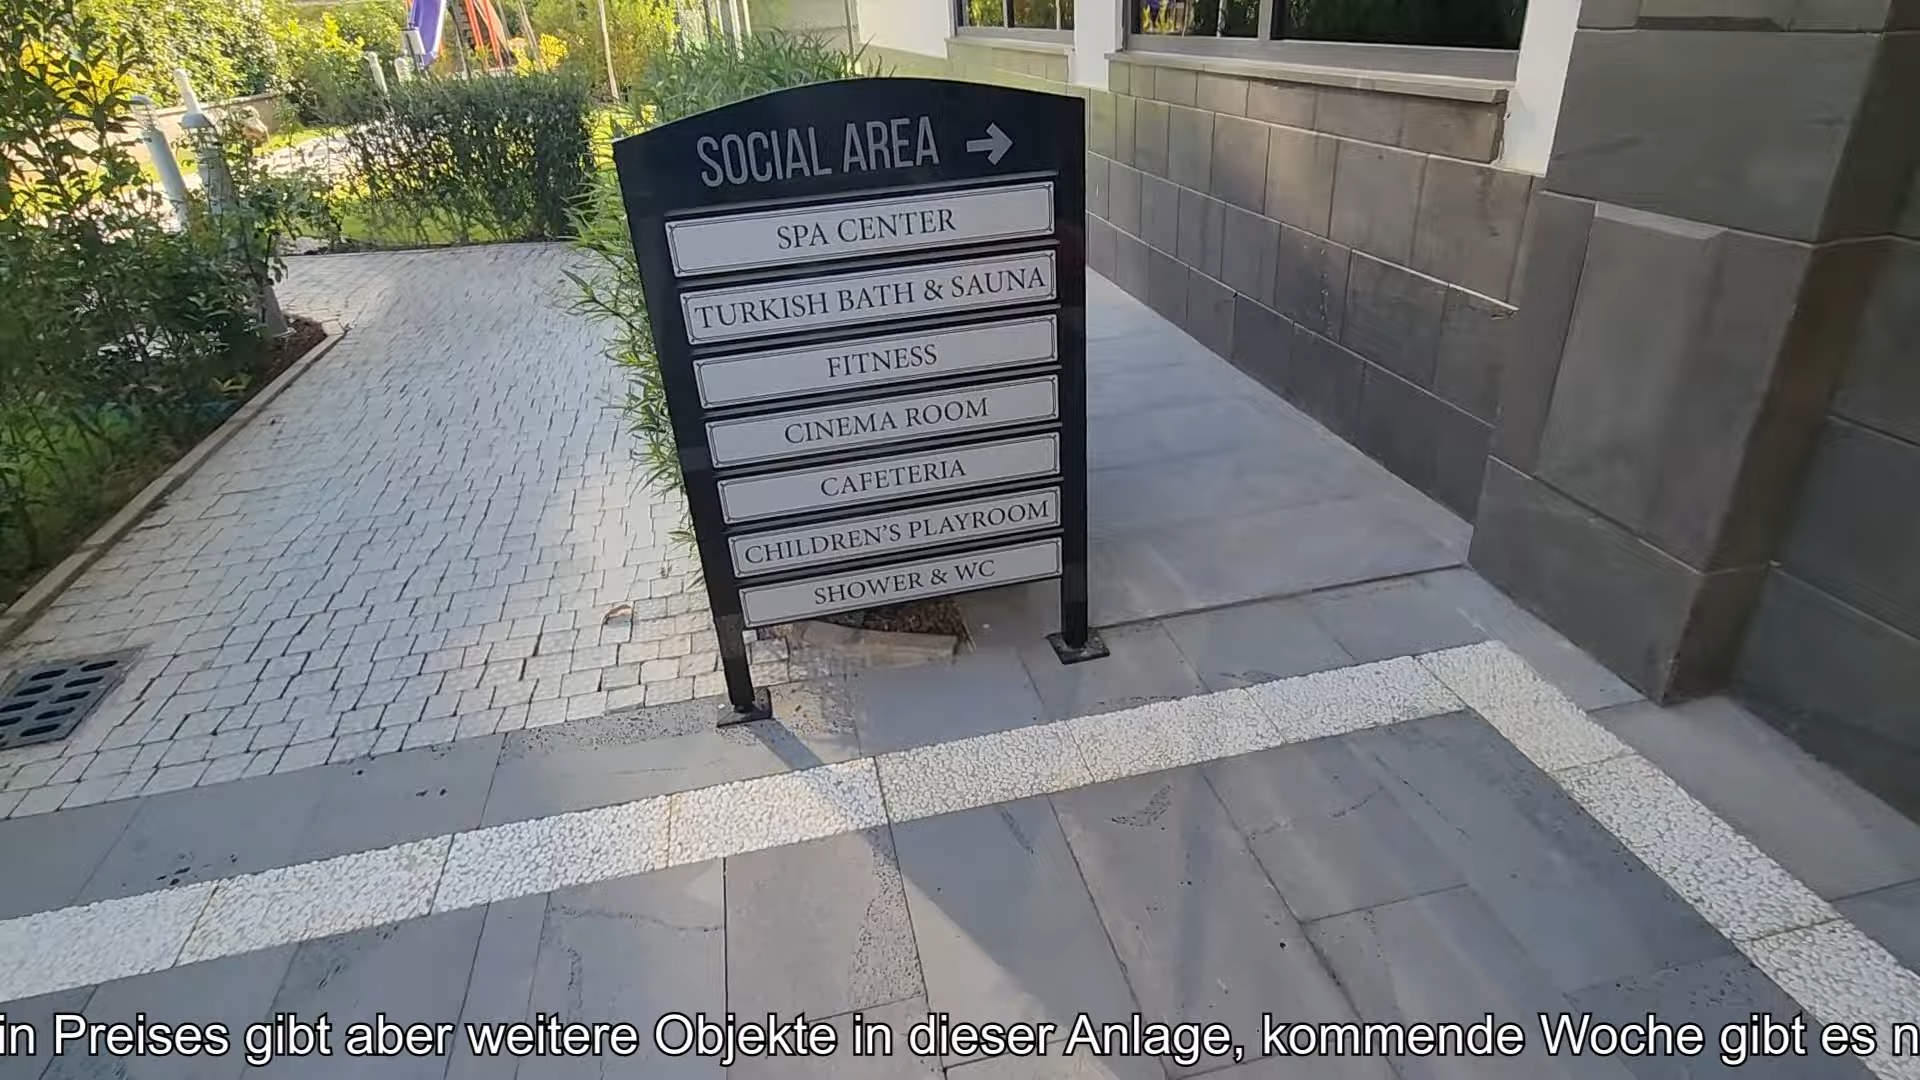 SOCIAL AREA →
SPA CENTER
TURKISH BATH & SAUNA
FITNESS
CINEMA ROOM
CAFETERIA
CHILDREN'S PLAYROOM
SHOWER & WC
in Preises gibt aber weitere Objekte in dieser Anlage, kommende Woche gibt es